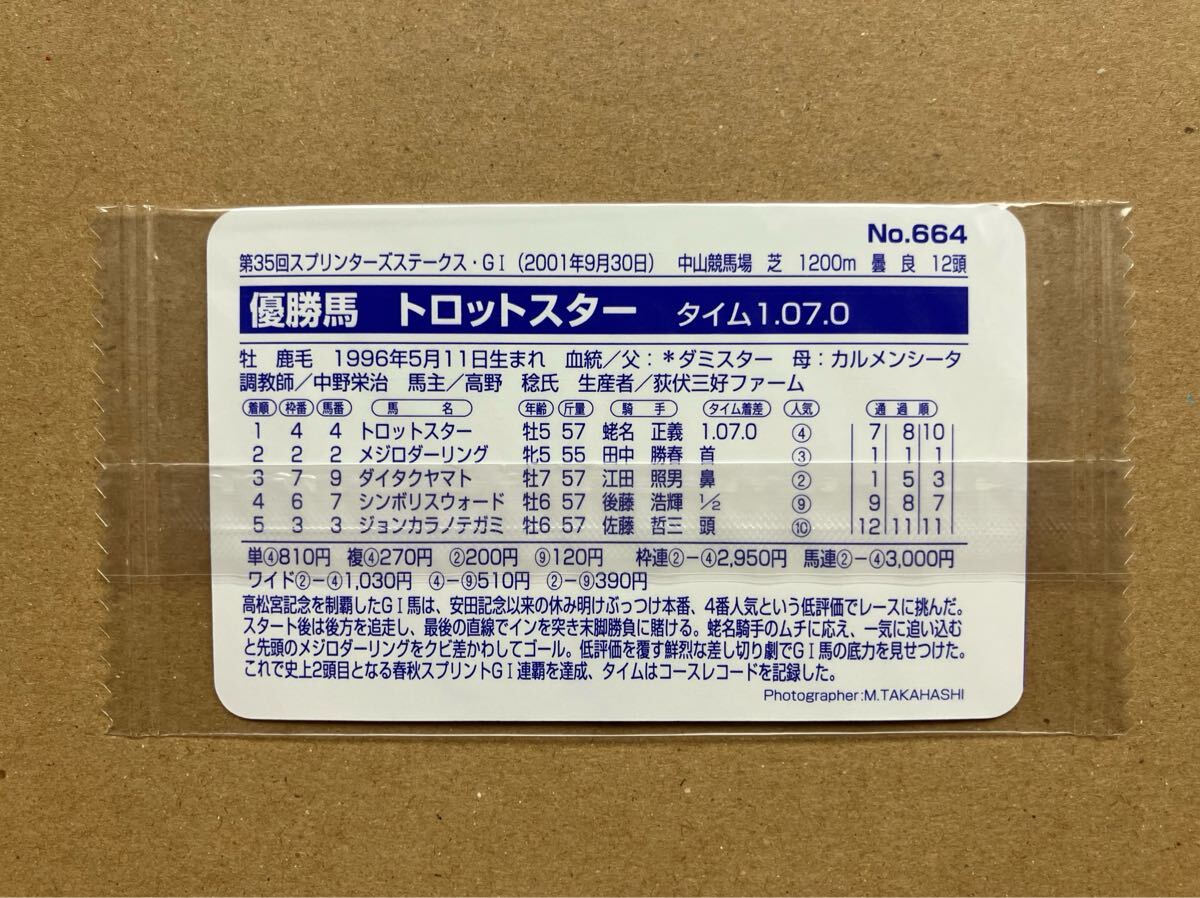 No.664
第35回スプリンターズステークス・GⅠ（2001年9月30日） 中山競馬場 芝 1200m 曇 良 12頭
優勝馬 トロットスター タイム1.07.0
牡 鹿毛 1996年5月11日生まれ 血統／父：＊ダミスター 母：カルメンシータ
調教師／中野栄治 馬主／高野 稔氏 生産者／荻伏三好ファーム
着順 枠番 馬番 馬名 年齢 斤量 騎手 タイム着差 人気 通過順
1 4 4 トロットスター 牡5 57 蛯名 正義 1.07.0 ④ 7 8 10
2 2 2 メジロダーリング 牝5 55 田中 勝春 首 ③ 1 1 1
3 7 9 ダイタクヤマト 牡7 57 江田 照男 鼻 ② 1 5 3
4 6 7 シンボリスウォード 牡6 57 後藤 浩輝 1/2 ⑨ 9 8 7
5 3 3 ジョンカラノテガミ 牡6 57 佐藤 哲三 頭 ⑩ 12 11 11
単④810円 複④270円 ②200円 ⑨120円 枠連②－④2,950円 馬連②－④3,000円
ワイド②－④1,030円 ④－⑨510円 ②－⑨390円
高松宮記念を制覇したGⅠ馬は、安田記念以来の休み明けぶっつけ本番、4番人気という低評価でレースに挑んだ。
スタート後は後方を追走し、最後の直線でインを突き末脚勝負に賭ける。蛯名騎手のムチに応え、一気に追い込む
と先頭のメジロダーリングをクビ差かわしてゴール。低評価を覆す鮮烈な差し切り劇でGⅠ馬の底力を見せつけた。
これで史上2頭目となる春秋スプリントGⅠ連覇を達成、タイムはコースレコードを記録した。
Photographer:M.TAKAHASHI